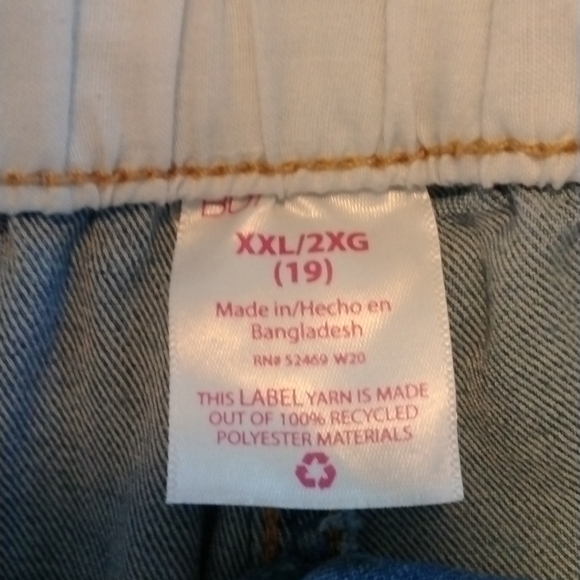 XXL/2XG
(19)
Made in/Hecho en
Bangladesh
RN# 52469 W20
THIS LABEL YARN IS MADE
OUT OF 100% RECYCLED
POLYESTER MATERIALS